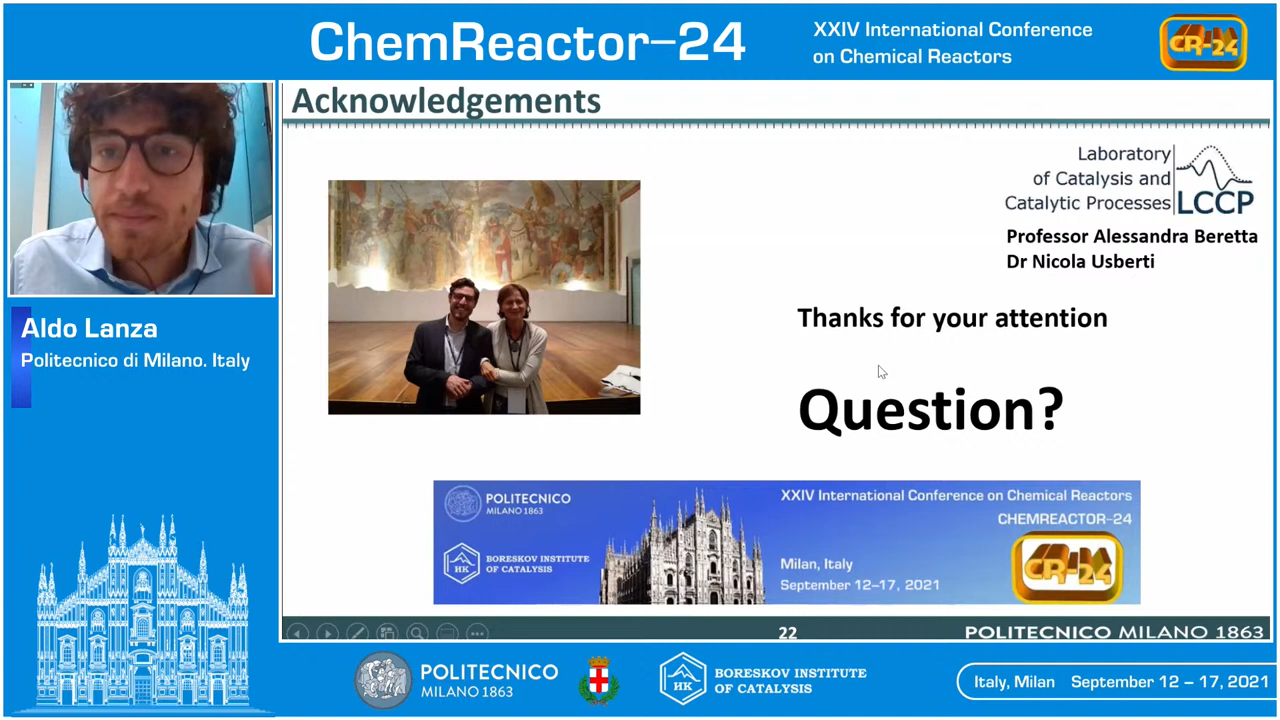 ChemReactor-24
XXIV International Conference
on Chemical Reactors
CR-24
Acknowledgements
Laboratory
of Catalysis and
Catalytic Processes
LCCP
Professor Alessandra Beretta
Dr Nicola Usberti
Aldo Lanza
Politecnico di Milano. Italy
Thanks for your attention
Question?
POLITECNICO
MILANO 1863
BORESKOV INSTITUTE
OF CATALYSIS
НК
XXIV International Conference on Chemical Reactors
CHEMREACTOR-24
Milan, Italy
September 12-17, 2021
CR-24
22
POLITECNICO MILANO 1863
POLITECNICO
MILANO 1863
НК
BORESKOV INSTITUTE
OF CATALYSIS
Italy, Milan September 12 – 17, 2021